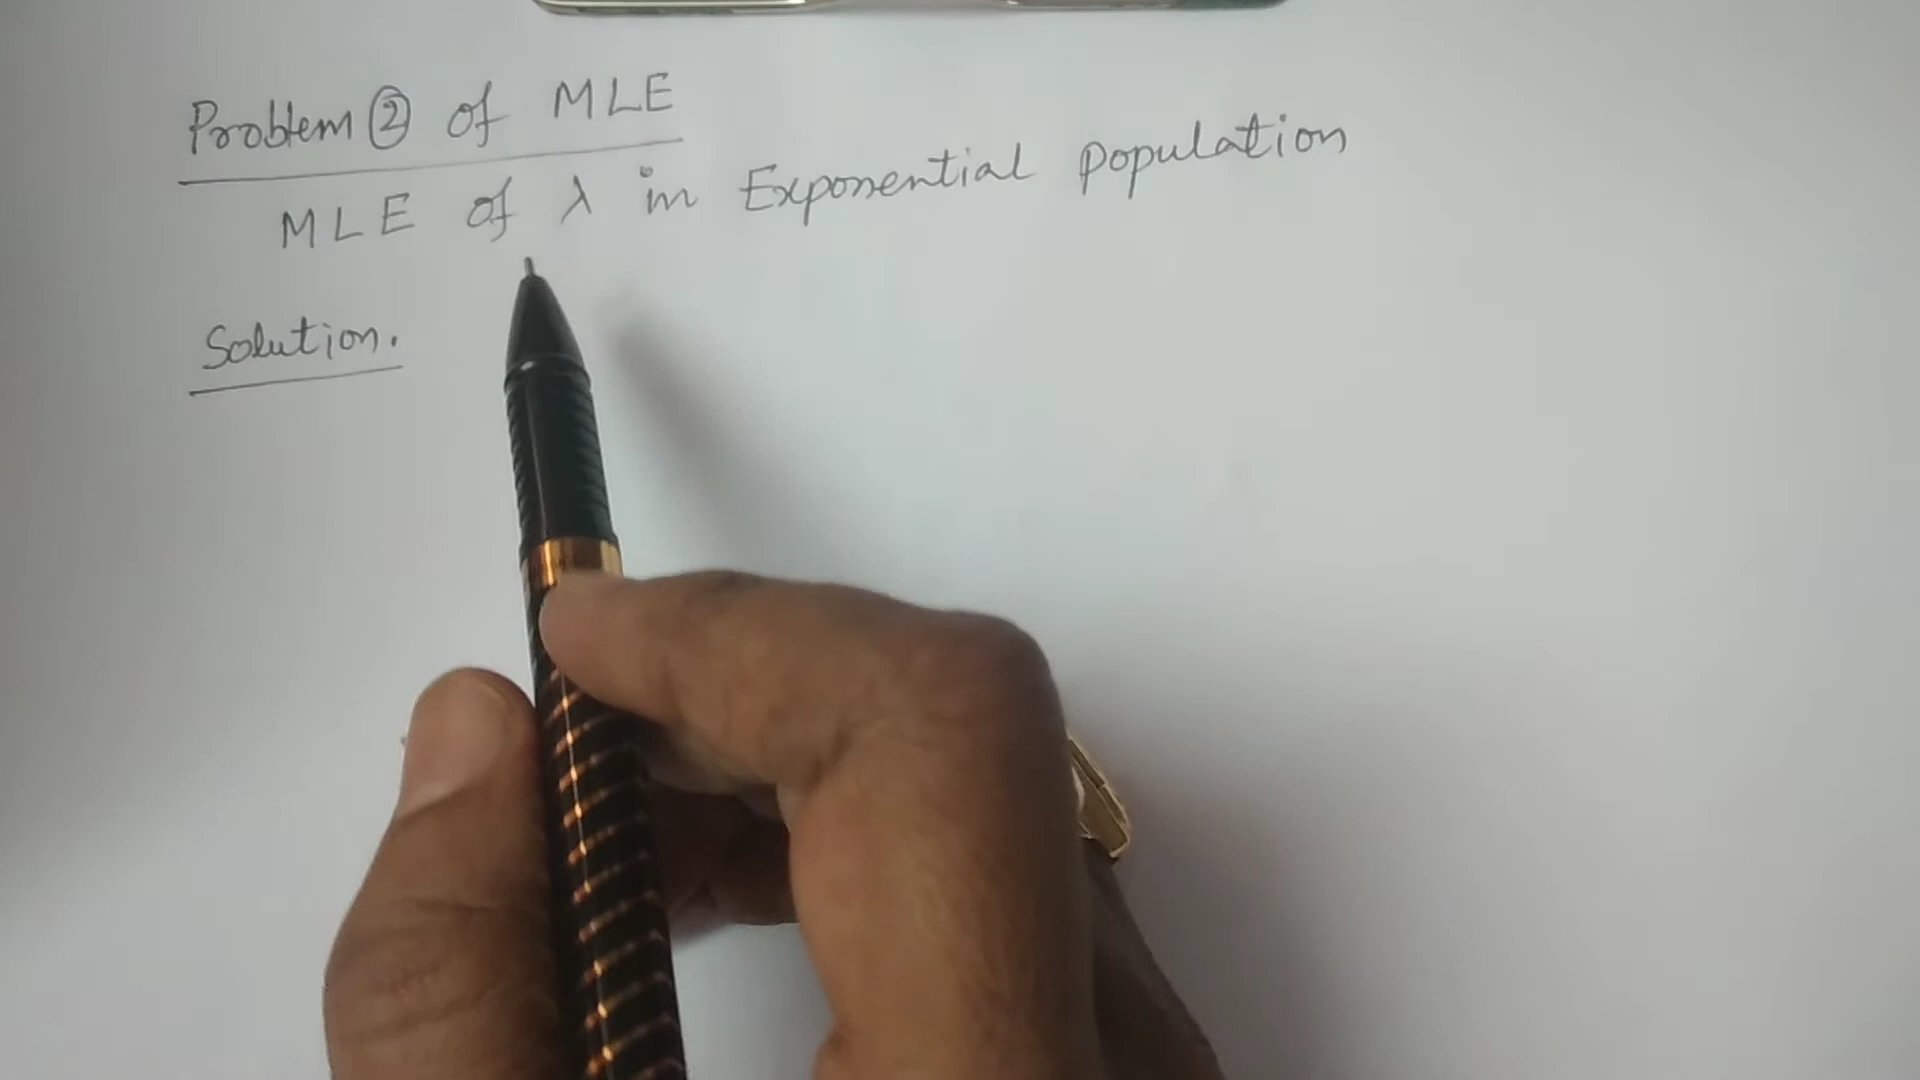 Problem ② of MLE
MLE of λ in Exponential population
Solution.